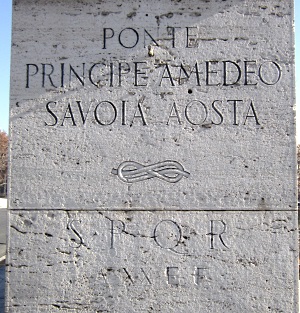 PONTE
PRINCIPE AMEDEO
SAVOIA AOSTA
S P Q R